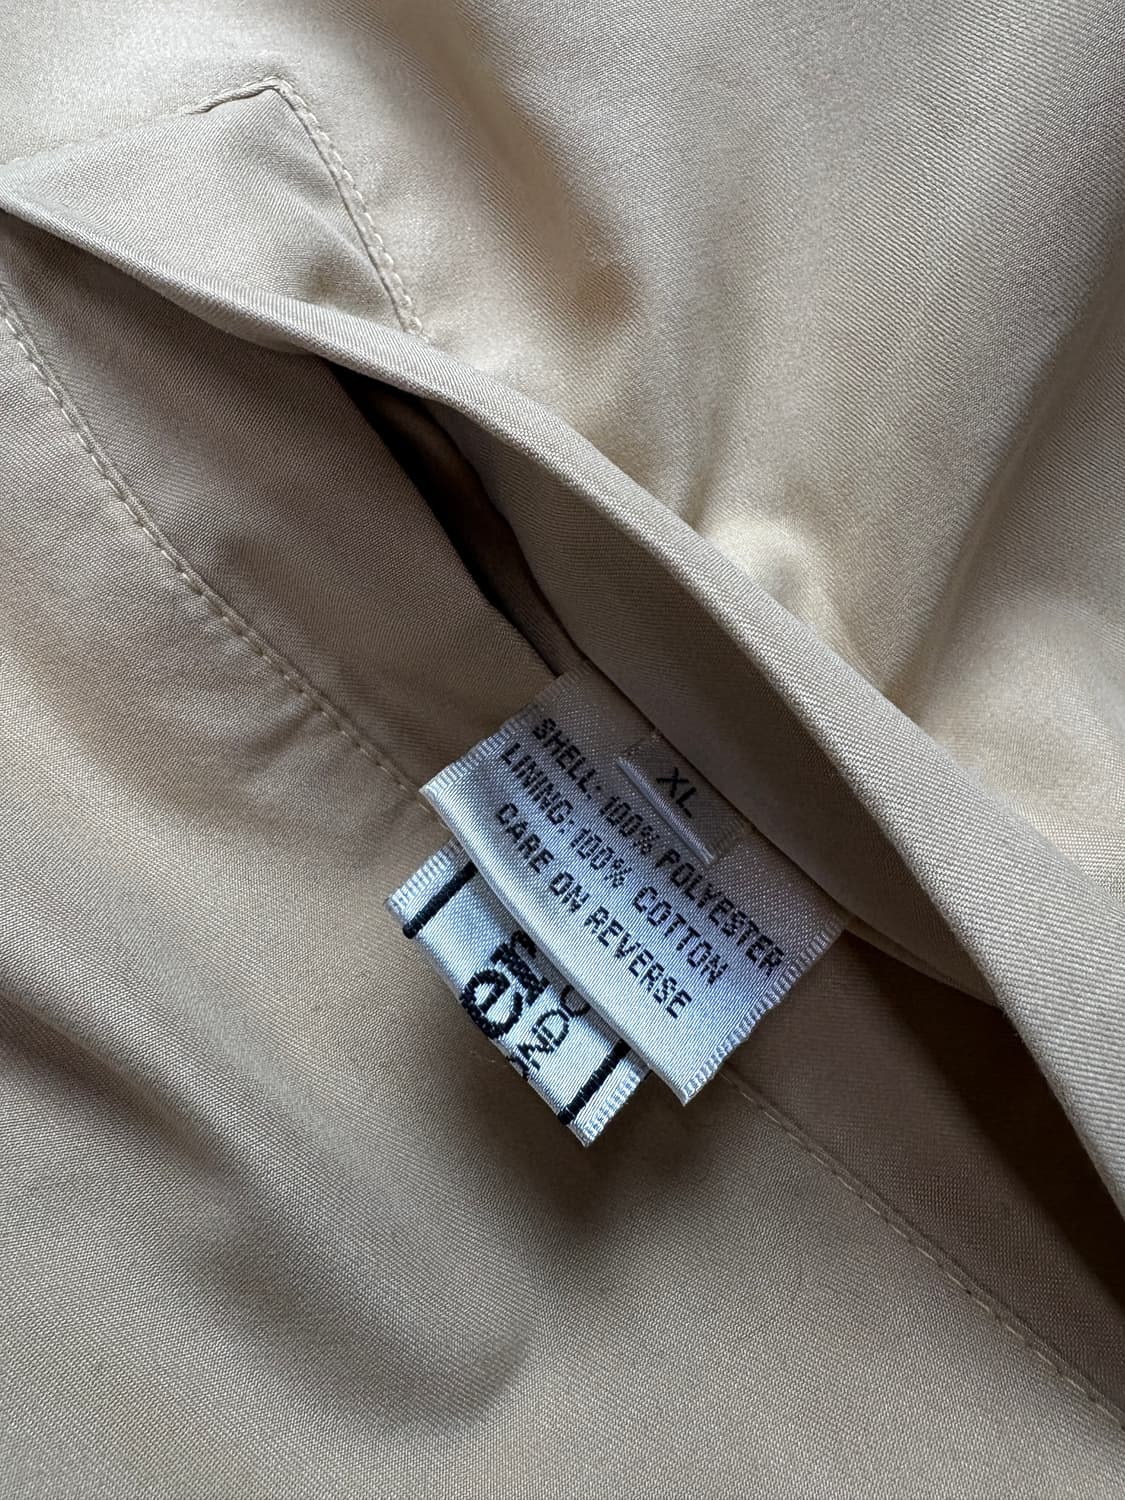 XL
SHELL: 100% POLYESTER
LINING: 100% COTTON
CARE ON REVERSE